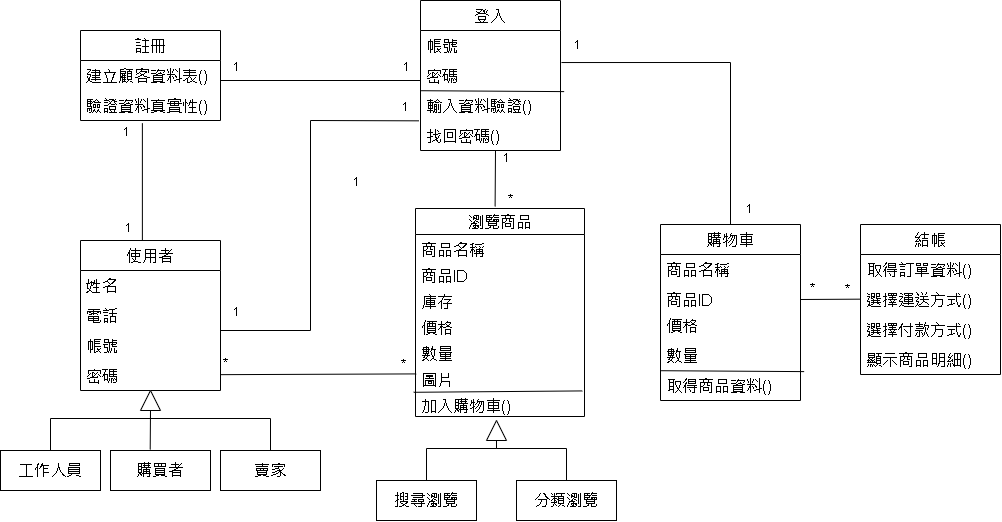 註冊
建立顧客資料表()
驗證資料真實性()
登入
帳號
密碼
輸入資料驗證()
找回密碼()
1
1
1
1
1
1
1
1
*
1
1
使用者
姓名
電話
帳號
密碼
*
*
瀏覽商品
商品名稱
商品ID
庫存
價格
數量
圖片
加入購物車()
購物車
商品名稱
商品ID
價格
數量
取得商品資料()
*
*
結帳
取得訂單資料()
選擇運送方式()
選擇付款方式()
顯示商品明細()
工作人員
購買者
賣家
搜尋瀏覽
分類瀏覽